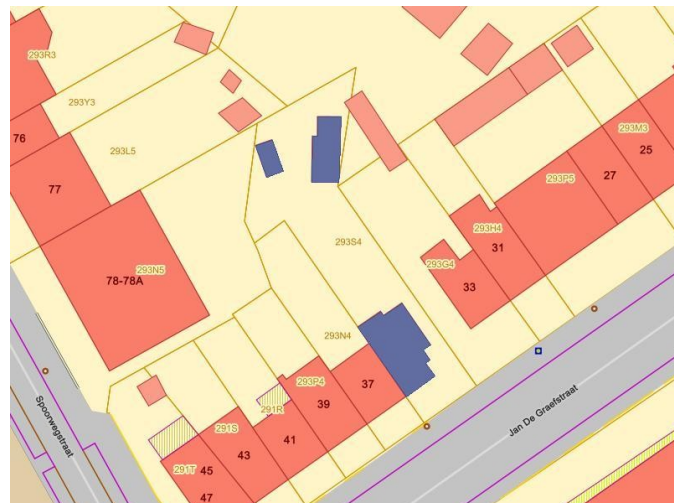 293R3
293Y3
76
293L5
77
293N5
78-78A
293S4
293M3
25
27
293P5
293H4
31
293G4
33
293N4
37
293P4
39
291R
41
291S
43
291T
45
47
Spoorwegstraat
Jan De Graefstraat